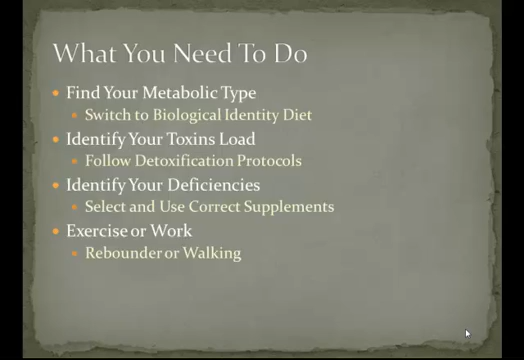 What You Need To Do
Find Your Metabolic Type
Switch to Biological Identity Diet
Identify Your Toxins Load
Follow Detoxification Protocols
Identify Your Deficiencies
Select and Use Correct Supplements
Exercise or Work
Rebounder or Walking